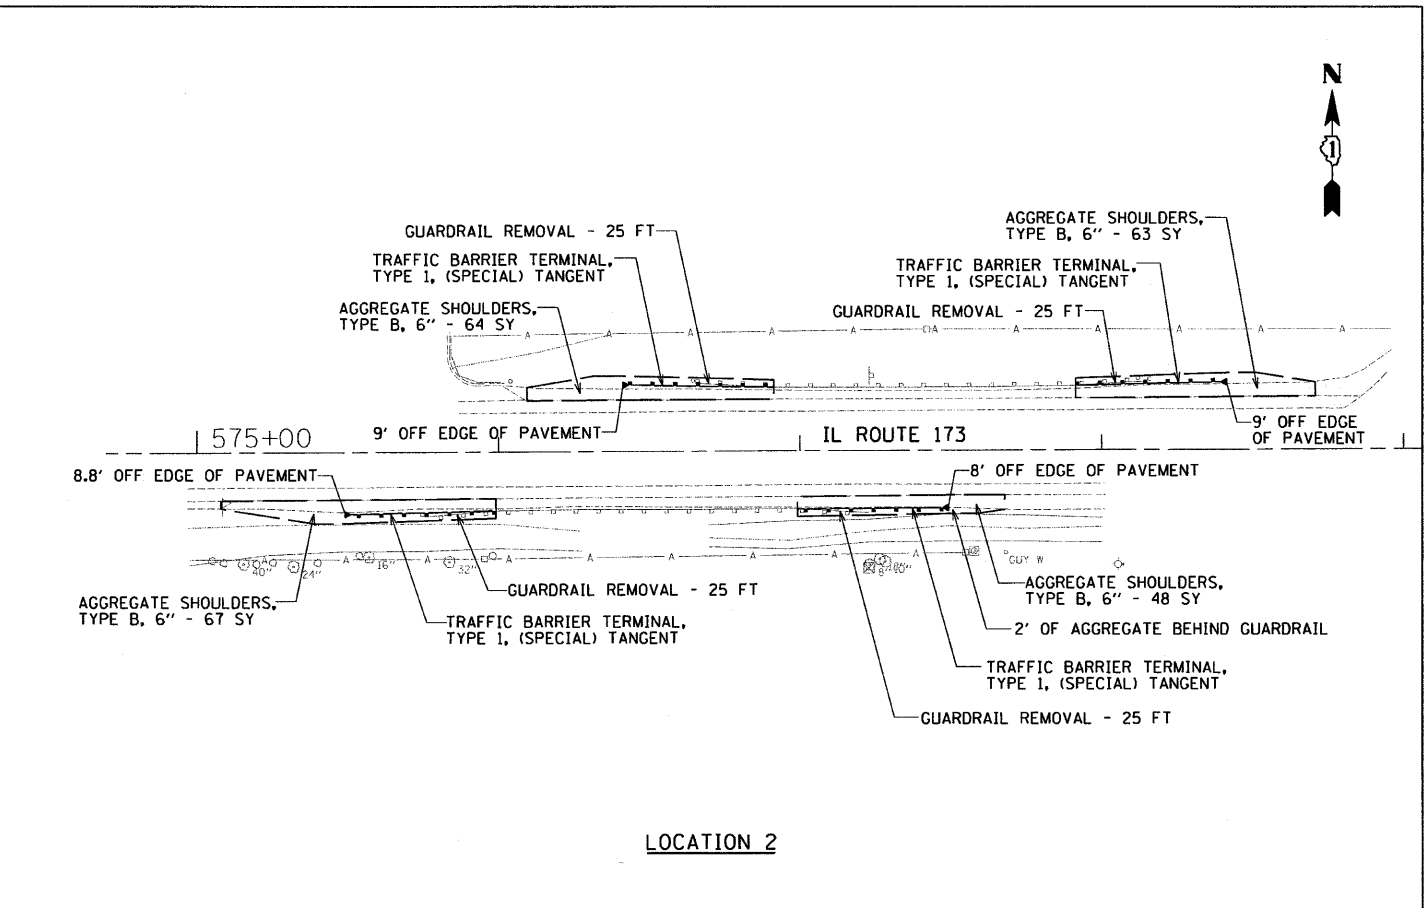 N
1
AGGREGATE SHOULDERS,
TYPE B, 6" - 63 SY
GUARDRAIL REMOVAL - 25 FT
TRAFFIC BARRIER TERMINAL,
TYPE 1, (SPECIAL) TANGENT
TRAFFIC BARRIER TERMINAL,
TYPE 1, (SPECIAL) TANGENT
AGGREGATE SHOULDERS,
TYPE B, 6" - 64 SY
GUARDRAIL REMOVAL - 25 FT
A A A A A A A A A A A
9' OFF EDGE OF PAVEMENT
9' OFF EDGE
OF PAVEMENT
575+00
IL ROUTE 173
8.8' OFF EDGE OF PAVEMENT
8' OFF EDGE OF PAVEMENT
A A A A A A A A
40"
24"
16"
32"
GUY W
GUARDRAIL REMOVAL - 25 FT
AGGREGATE SHOULDERS,
TYPE B, 6" - 48 SY
AGGREGATE SHOULDERS,
TYPE B, 6" - 67 SY
TRAFFIC BARRIER TERMINAL,
TYPE 1, (SPECIAL) TANGENT
2' OF AGGREGATE BEHIND GUARDRAIL
TRAFFIC BARRIER TERMINAL,
TYPE 1, (SPECIAL) TANGENT
GUARDRAIL REMOVAL - 25 FT
LOCATION 2